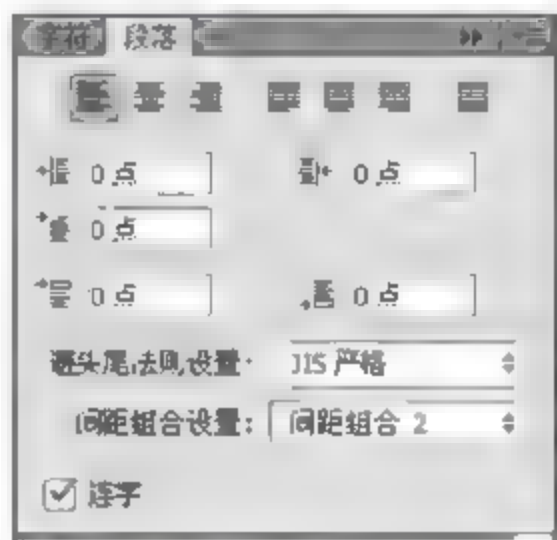 字符 段落
0 点 0 点
0 点
0 点 0 点
避头尾法则设置: JIS 严格
间距组合设置: 间距组合 2
连字